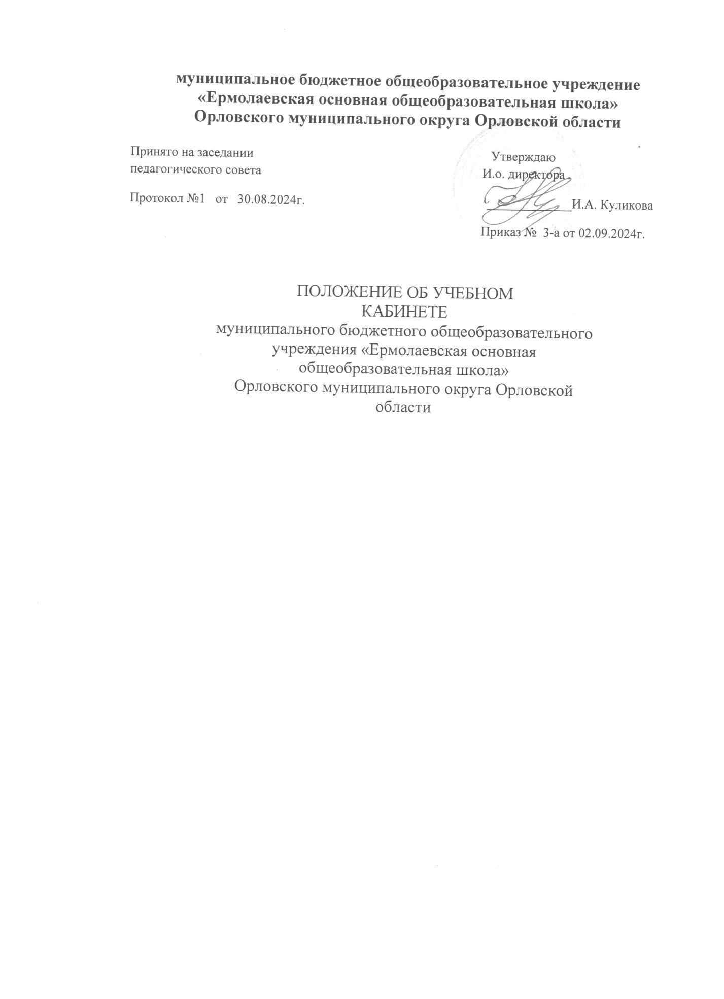 муниципальное бюджетное общеобразовательное учреждение
«Ермолаевская основная общеобразовательная школа»
Орловского муниципального округа Орловской области
Принято на заседании
педагогического совета
Протокол №1 от 30.08.2024г.
Утверждаю
И.о. директора
И.А. Куликова
Приказ № 3-а от 02.09.2024г.
ПОЛОЖЕНИЕ ОБ УЧЕБНОМ
КАБИНЕТЕ
муниципального бюджетного общеобразовательного
учреждения «Ермолаевская основная
общеобразовательная школа»
Орловского муниципального округа Орловской
области